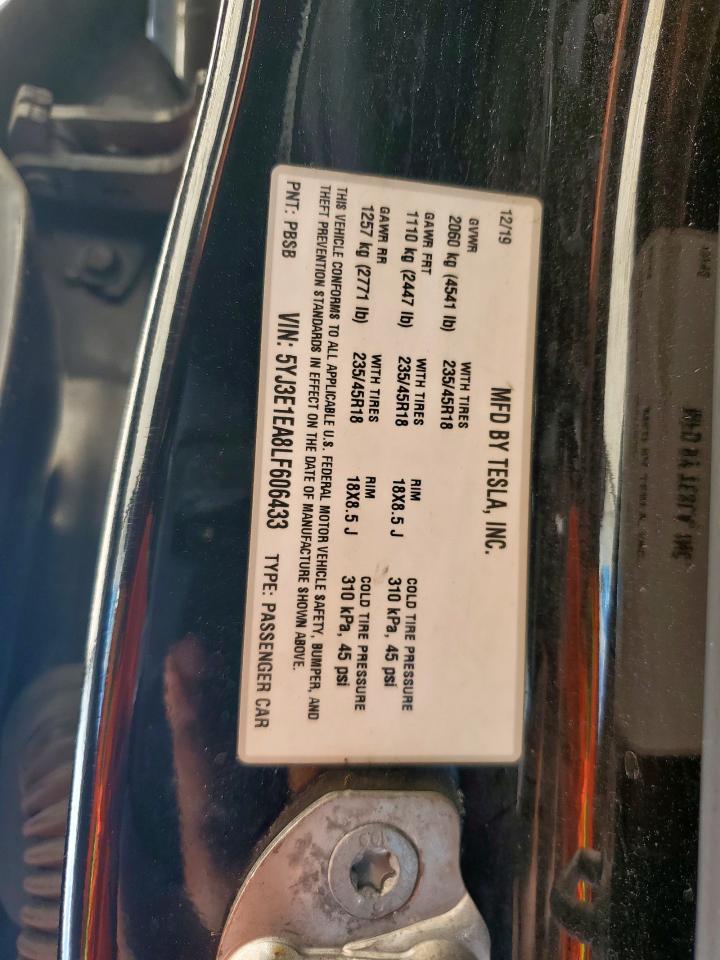 12/19
MFD BY TESLA, INC.
GVWR
2060 kg (4541 lb)
WITH TIRES
235/45R18
GAWR FRT
1110 kg (2447 lb)
WITH TIRES
235/45R18
RIM
18X8.5 J
COLD TIRE PRESSURE
310 kPa, 45 psi
GAWR RR
1257 kg (2771 lb)
WITH TIRES
235/45R18
RIM
18X8.5 J
COLD TIRE PRESSURE
310 kPa, 45 psi
THIS VEHICLE CONFORMS TO ALL APPLICABLE U.S. FEDERAL MOTOR VEHICLE SAFETY, BUMPER, AND
THEFT PREVENTION STANDARDS IN EFFECT ON THE DATE OF MANUFACTURE SHOWN ABOVE.
PNT: PBSB VIN: 5YJ3E1EA8LF606433 TYPE: PASSENGER CAR